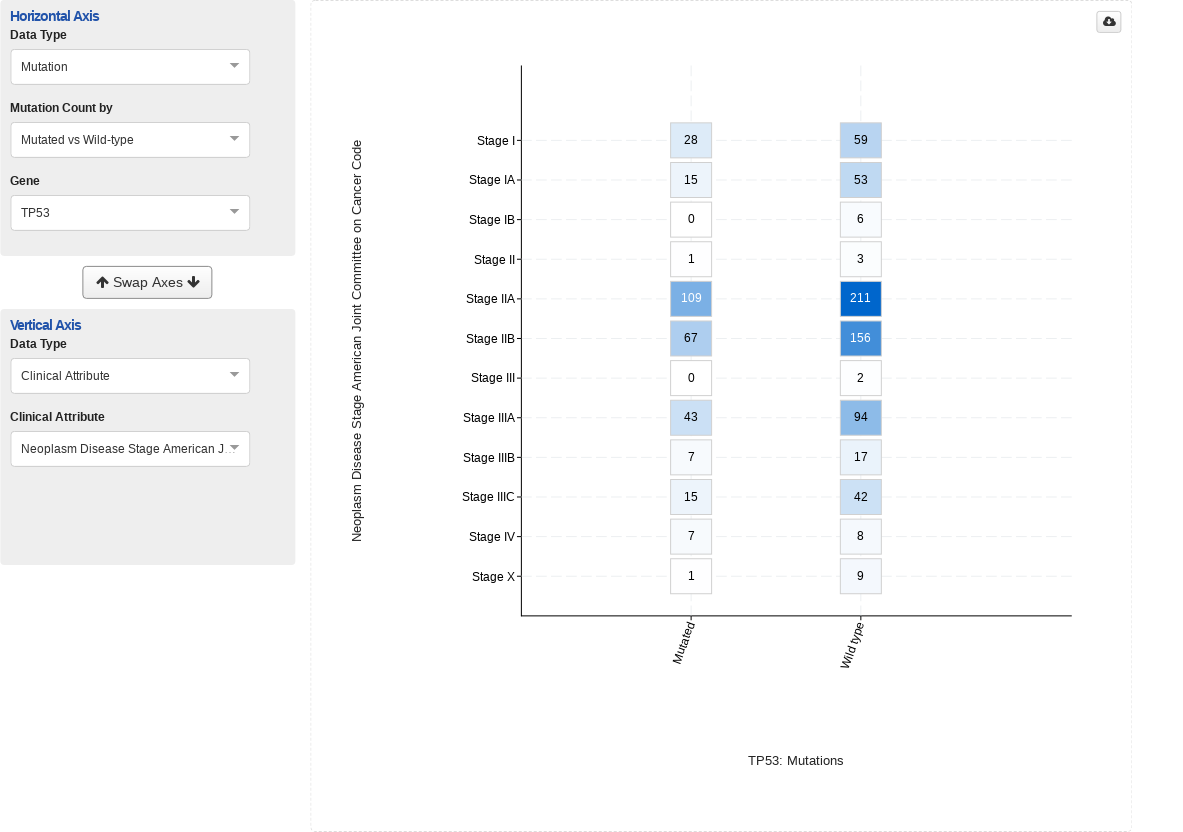 Horizontal Axis
Data Type
Mutation
Mutation Count by
Mutated vs Wild-type
Gene
TP53
Swap Axes
Vertical Axis
Data Type
Clinical Attribute
Clinical Attribute
Neoplasm Disease Stage American J...
Neoplasm Disease Stage American Joint Committee on Cancer Code
Stage I 28 59
Stage IA 15 53
Stage IB 0 6
Stage II 1 3
Stage IIA 109 211
Stage IIB 67 156
Stage III 0 2
Stage IIIA 43 94
Stage IIIB 7 17
Stage IIIC 15 42
Stage IV 7 8
Stage X 1 9
Mutated Wild type
TP53: Mutations